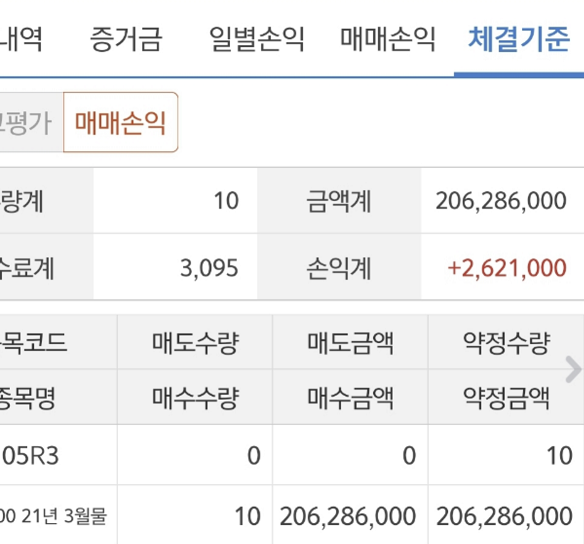 내역 증거금 일별손익 매매손익 체결기준
평가 매매손익
량계 10 금액계 206,286,000
수료계 3,095 손익계 +2,621,000
목코드 매도수량 매도금액 약정수량
종목명 매수수량 매수금액 약정금액
05R3 0 0 10
00 21년 3월물 10 206,286,000 206,286,000